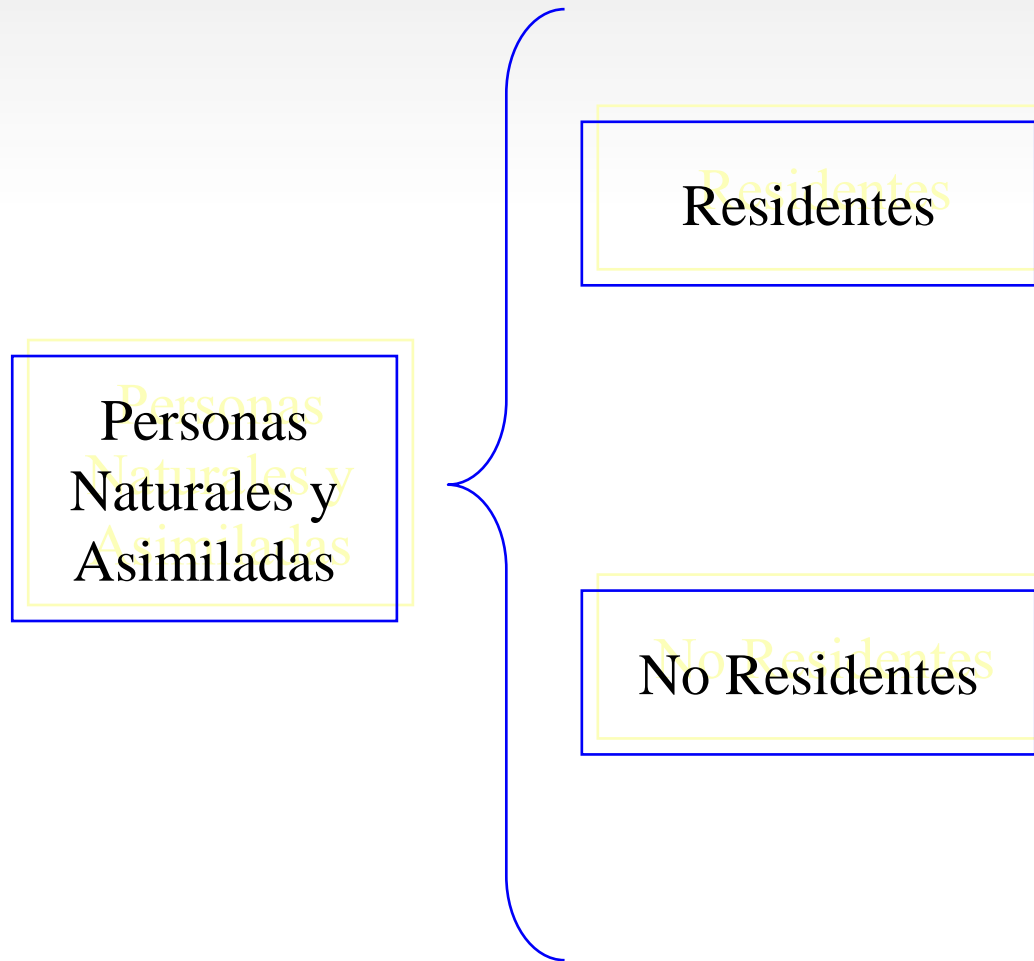 Residentes
Personas
Naturales y
Asimiladas
No Residentes